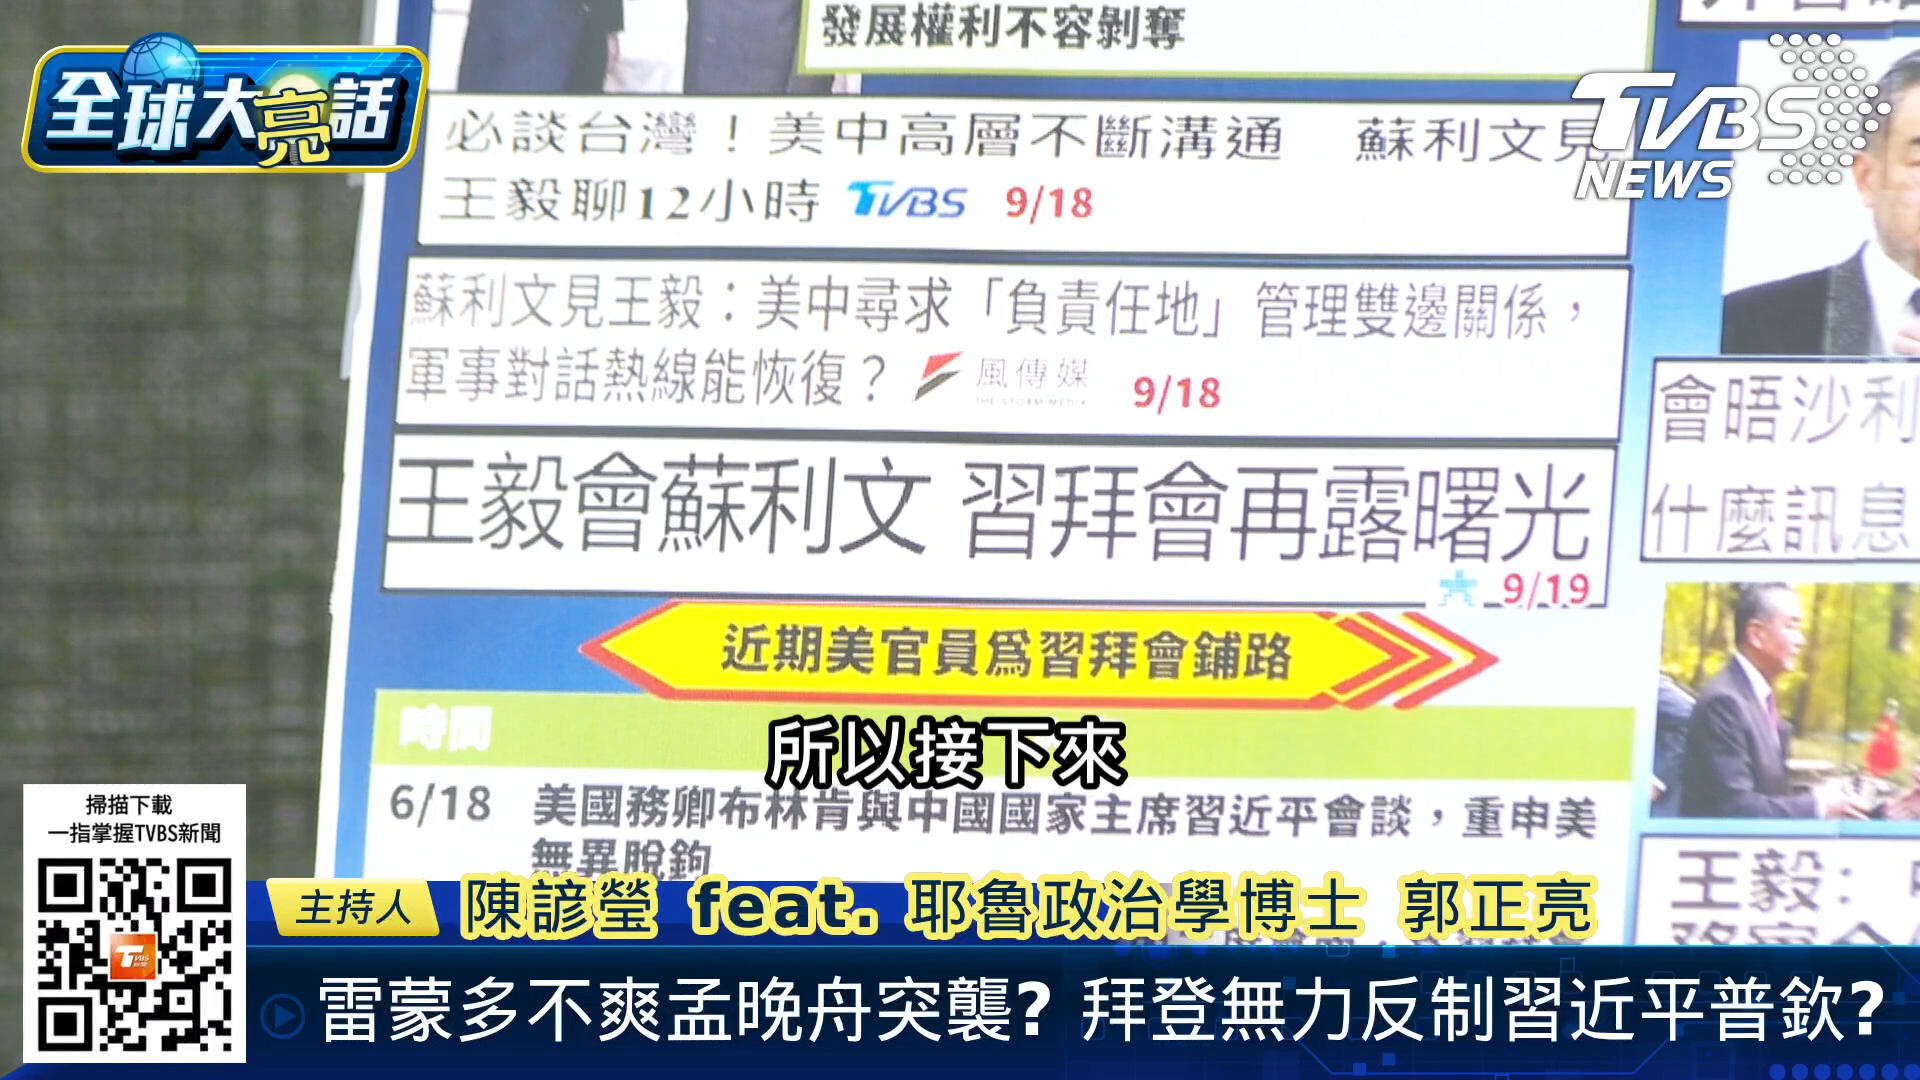 發展權利不容剝奪
全球大亮話
TVBS
NEWS
必談台灣！美中高層不斷溝通 蘇利文見
王毅聊12小時 TVBS 9/18
蘇利文見王毅：美中尋求「負責任地」管理雙邊關係，
軍事對話熱線能恢復？ 風傳媒 9/18
THE STORM MEDIA
王毅會蘇利文 習拜會再露曙光
9/19
會晤沙利
什麼訊息
近期美官員為習拜會鋪路
時間
所以接下來
6/18 美國務卿布林肯與中國國家主席習近平會談，重申美
無異脫鉤
王毅：
掃描下載
一指掌握TVBS新聞
主持人 陳諺瑩 feat. 耶魯政治學博士 郭正亮
雷蒙多不爽孟晚舟突襲? 拜登無力反制習近平普欽?